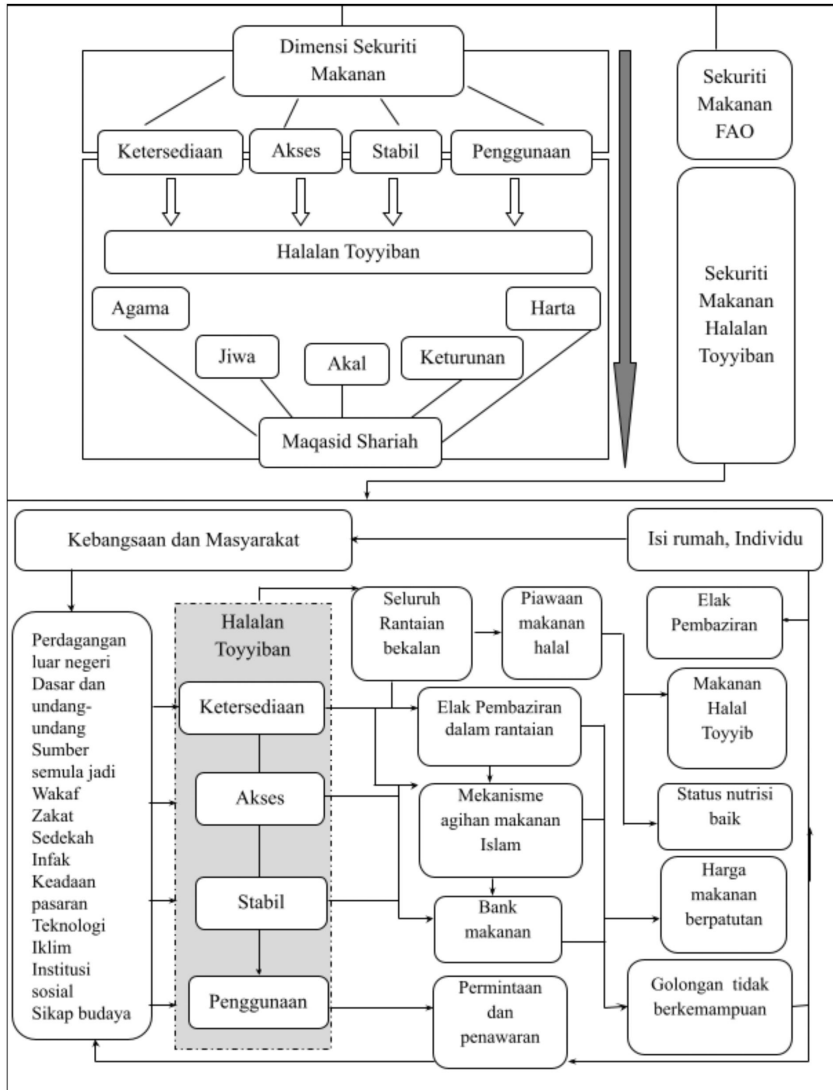 Dimensi Sekuriti
Makanan
Sekuriti
Makanan
FAO
Ketersediaan
Akses
Stabil
Penggunaan
Halalan Toyyiban
Sekuriti
Makanan
Halalan
Toyyiban
Agama
Jiwa
Akal
Keturunan
Harta
Maqasid Shariah
Kebangsaan dan Masyarakat
Isi rumah, Individu
Perdagangan
luar negeri
Dasar dan
undang-
undang
Sumber
semula jadi
Wakaf
Zakat
Sedekah
Infak
Keadaan
pasaran
Teknologi
Iklim
Institusi
sosial
Sikap budaya
Halalan
Toyyiban
Ketersediaan
Akses
Stabil
Penggunaan
Seluruh
Rantaian
bekalan
Piawaan
makanan
halal
Elak
Pembaziran
Elak Pembaziran
dalam rantaian
Makanan
Halal
Toyyib
Mekanisme
agihan makanan
Islam
Status nutrisi
baik
Bank
makanan
Harga
makanan
berpatutan
Permintaan
dan
penawaran
Golongan tidak
berkemampuan